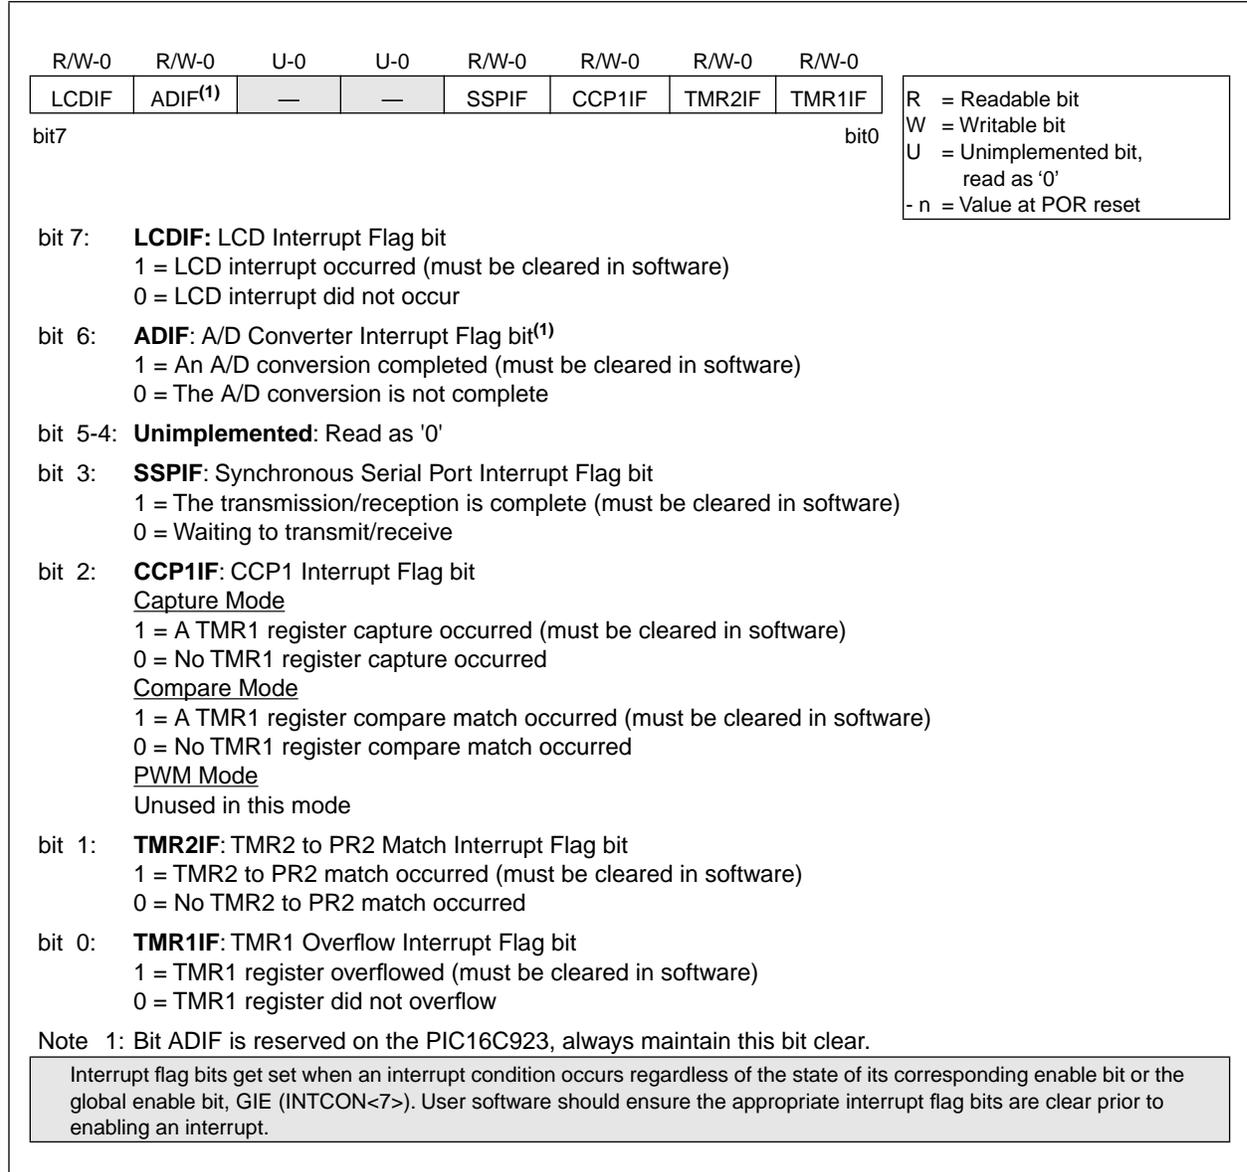 R/W-0 R/W-0 U-0 U-0 R/W-0 R/W-0 R/W-0 R/W-0
LCDIF ADIF(1) — — SSPIF CCP1IF TMR2IF TMR1IF
bit7 bit0
R = Readable bit
W = Writable bit
U = Unimplemented bit,
read as ‘0’
- n = Value at POR reset
bit 7: LCDIF: LCD Interrupt Flag bit
1 = LCD interrupt occurred (must be cleared in software)
0 = LCD interrupt did not occur
bit 6: ADIF: A/D Converter Interrupt Flag bit(1)
1 = An A/D conversion completed (must be cleared in software)
0 = The A/D conversion is not complete
bit 5-4: Unimplemented: Read as '0'
bit 3: SSPIF: Synchronous Serial Port Interrupt Flag bit
1 = The transmission/reception is complete (must be cleared in software)
0 = Waiting to transmit/receive
bit 2: CCP1IF: CCP1 Interrupt Flag bit
Capture Mode
1 = A TMR1 register capture occurred (must be cleared in software)
0 = No TMR1 register capture occurred
Compare Mode
1 = A TMR1 register compare match occurred (must be cleared in software)
0 = No TMR1 register compare match occurred
PWM Mode
Unused in this mode
bit 1: TMR2IF: TMR2 to PR2 Match Interrupt Flag bit
1 = TMR2 to PR2 match occurred (must be cleared in software)
0 = No TMR2 to PR2 match occurred
bit 0: TMR1IF: TMR1 Overflow Interrupt Flag bit
1 = TMR1 register overflowed (must be cleared in software)
0 = TMR1 register did not overflow
Note 1: Bit ADIF is reserved on the PIC16C923, always maintain this bit clear.
Interrupt flag bits get set when an interrupt condition occurs regardless of the state of its corresponding enable bit or the
global enable bit, GIE (INTCON<7>). User software should ensure the appropriate interrupt flag bits are clear prior to
enabling an interrupt.